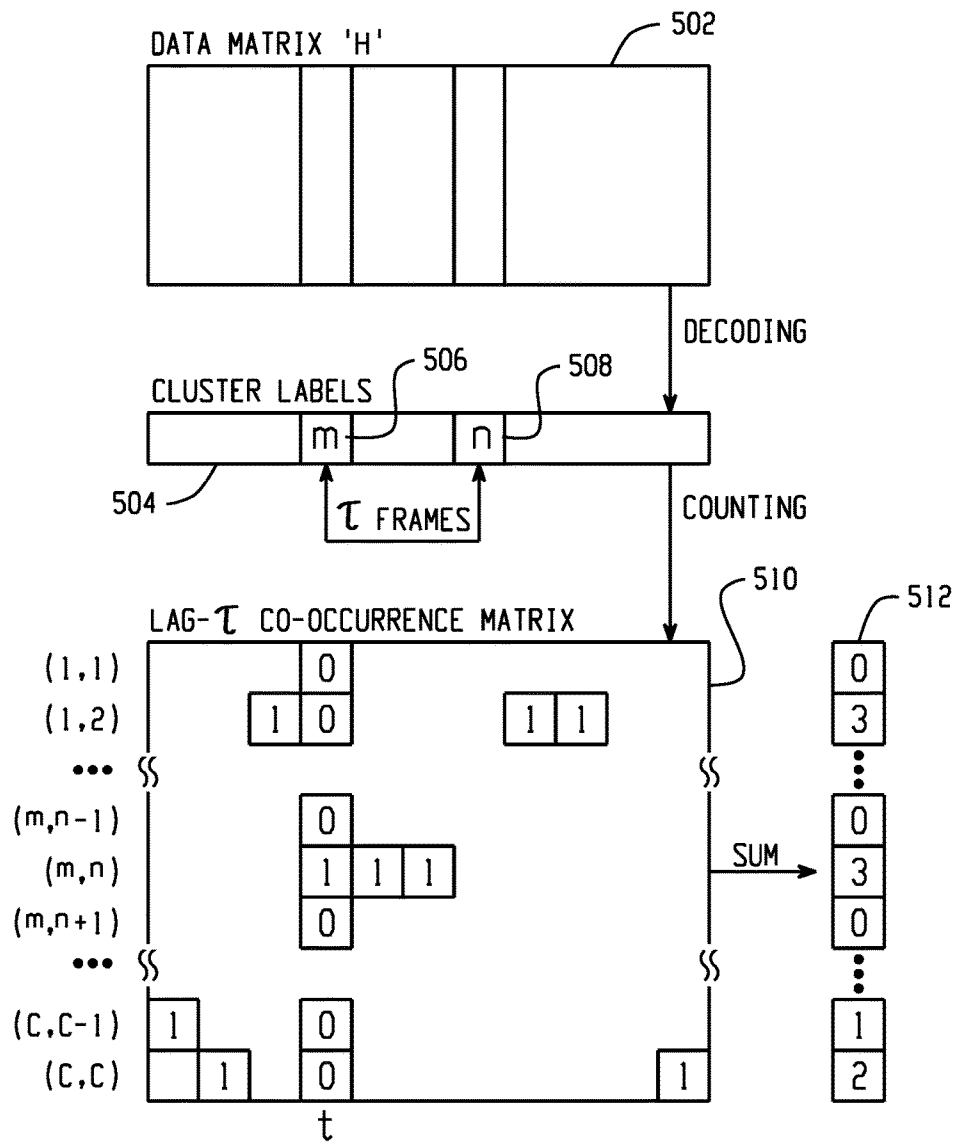 502
DATA MATRIX 'H'
DECODING
506
508
CLUSTER LABELS
m n
504
τ FRAMES
COUNTING
510
512
LAG-τ CO-OCCURRENCE MATRIX
(1,1) 0 0
(1,2) 1 0 1 1 3
•••
(m,n-1) 0 0
(m,n) 1 1 1 SUM 3
(m,n+1) 0 0
•••
(C,C-1) 1 0 1
(C,C) 1 0 1 2
t